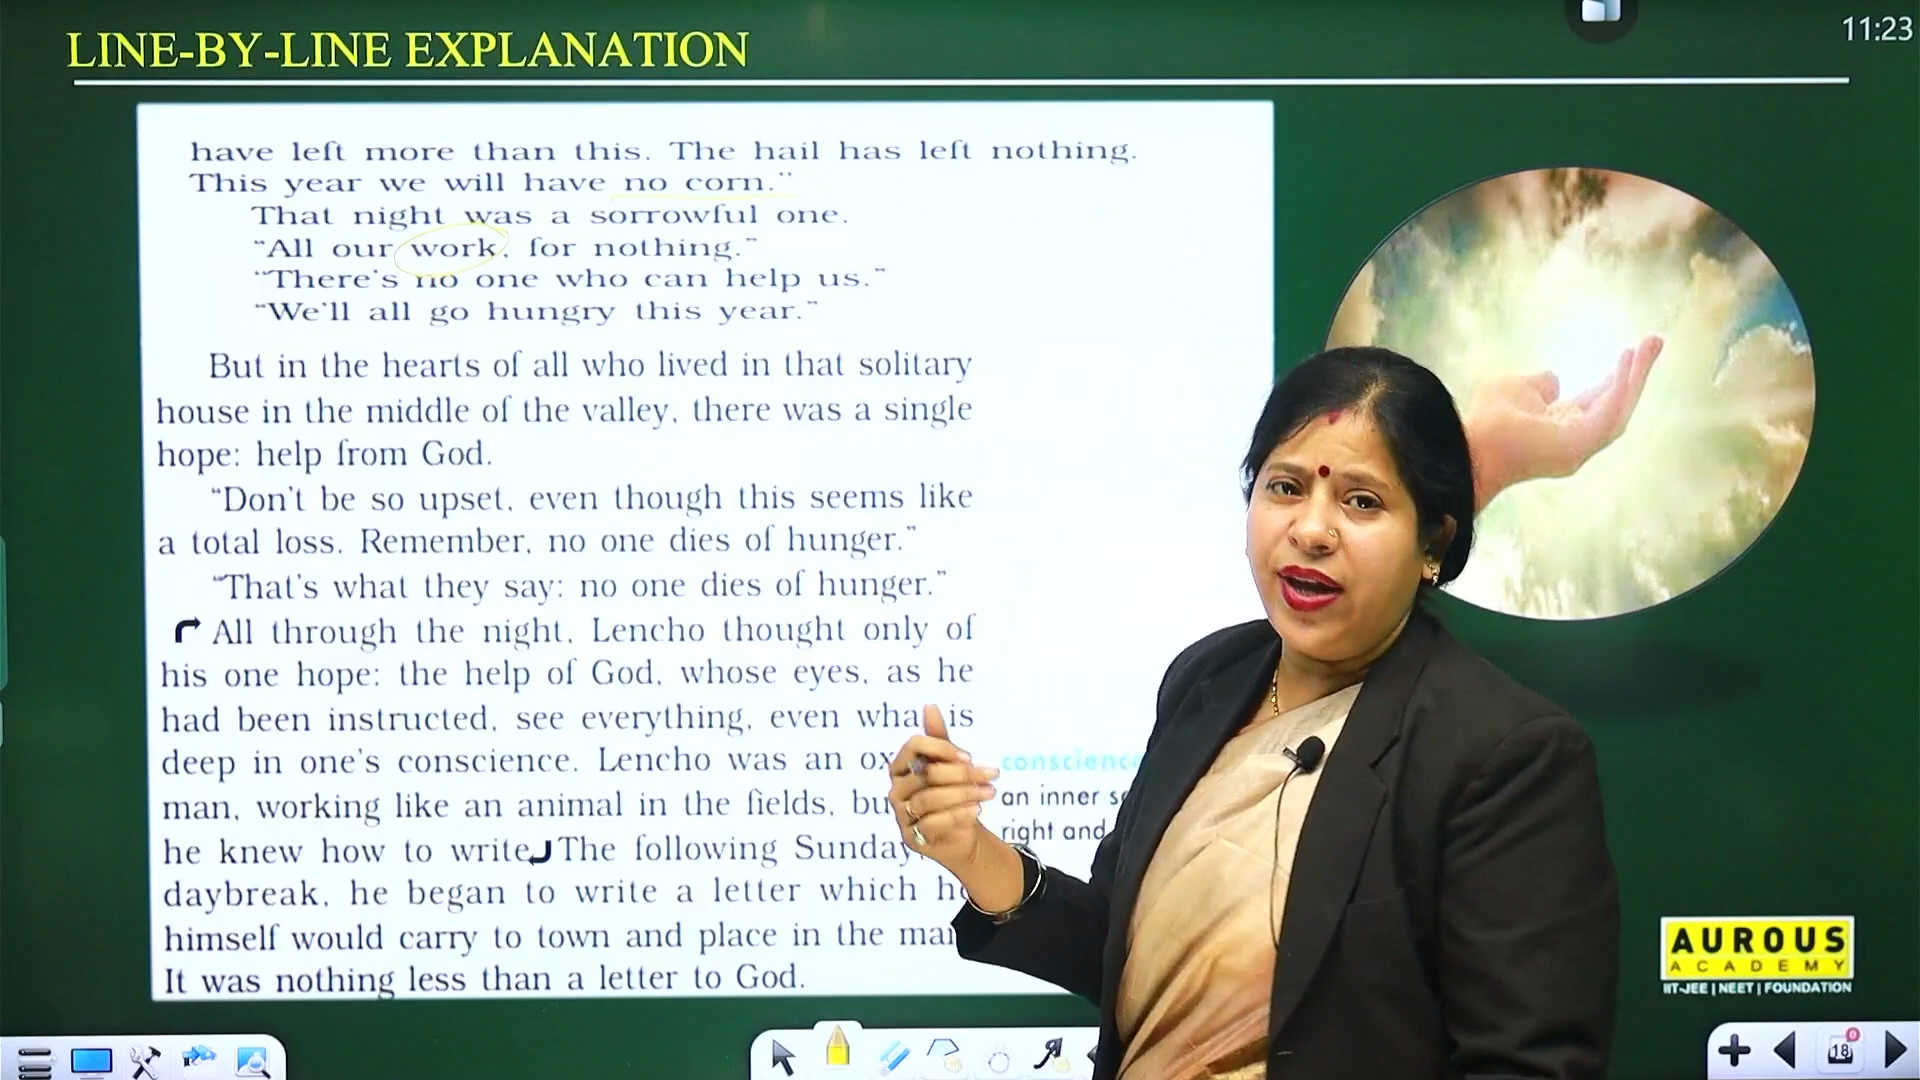 LINE-BY-LINE EXPLANATION
11:23
have left more than this. The hail has left nothing.
This year we will have no corn."
That night was a sorrowful one.
"All our work, for nothing."
"There's no one who can help us."
"We'll all go hungry this year."
But in the hearts of all who lived in that solitary
house in the middle of the valley, there was a single
hope: help from God.
"Don't be so upset, even though this seems like
a total loss. Remember, no one dies of hunger."
"That's what they say: no one dies of hunger."
All through the night, Lencho thought only of
his one hope: the help of God, whose eyes, as he
had been instructed, see everything, even what is
deep in one's conscience. Lencho was an ox
man, working like an animal in the fields, bu
he knew how to write. The following Sunday
daybreak, he began to write a letter which he
himself would carry to town and place in the mai
It was nothing less than a letter to God.
conscience
an inner s
right and
AUROUS
ACADEMY
IIT-JEE | NEET | FOUNDATION
18
0